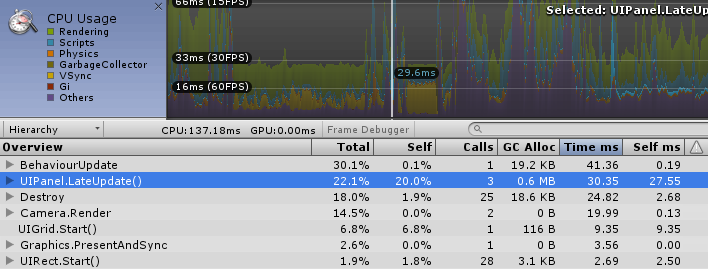 CPU Usage
Rendering
Scripts
Physics
GarbageCollector
VSync
Gi
Others
66ms (15FPS)
Selected: UIPanel.LateUp
33ms (30FPS)
29.6ms
16ms (60FPS)
Hierarchy CPU:137.18ms GPU:0.00ms Frame Debugger
Overview Total Self Calls GC Alloc Time ms Self ms
BehaviourUpdate 30.1% 0.1% 1 19.2 KB 41.36 0.19
UIPanel.LateUpdate() 22.1% 20.0% 3 0.6 MB 30.35 27.55
Destroy 18.0% 1.9% 25 18.6 KB 24.82 2.68
Camera.Render 14.5% 0.0% 2 0 B 19.99 0.13
UIGrid.Start() 6.8% 6.8% 1 116 B 9.35 9.35
Graphics.PresentAndSync 2.6% 0.0% 1 0 B 3.56 0.00
UIRect.Start() 1.9% 1.8% 28 3.1 KB 2.69 2.50